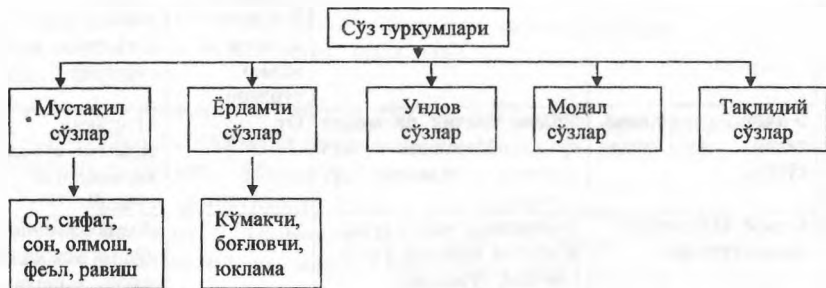 Сўз туркумлари
Мустақил
сўзлар
Ёрдамчи
сўзлар
Ундов
сўзлар
Модал
сўзлар
Тақлидий
сўзлар
От, сифат,
сон, олмош,
феъл, равиш
Кўмакчи,
боғловчи,
юклама